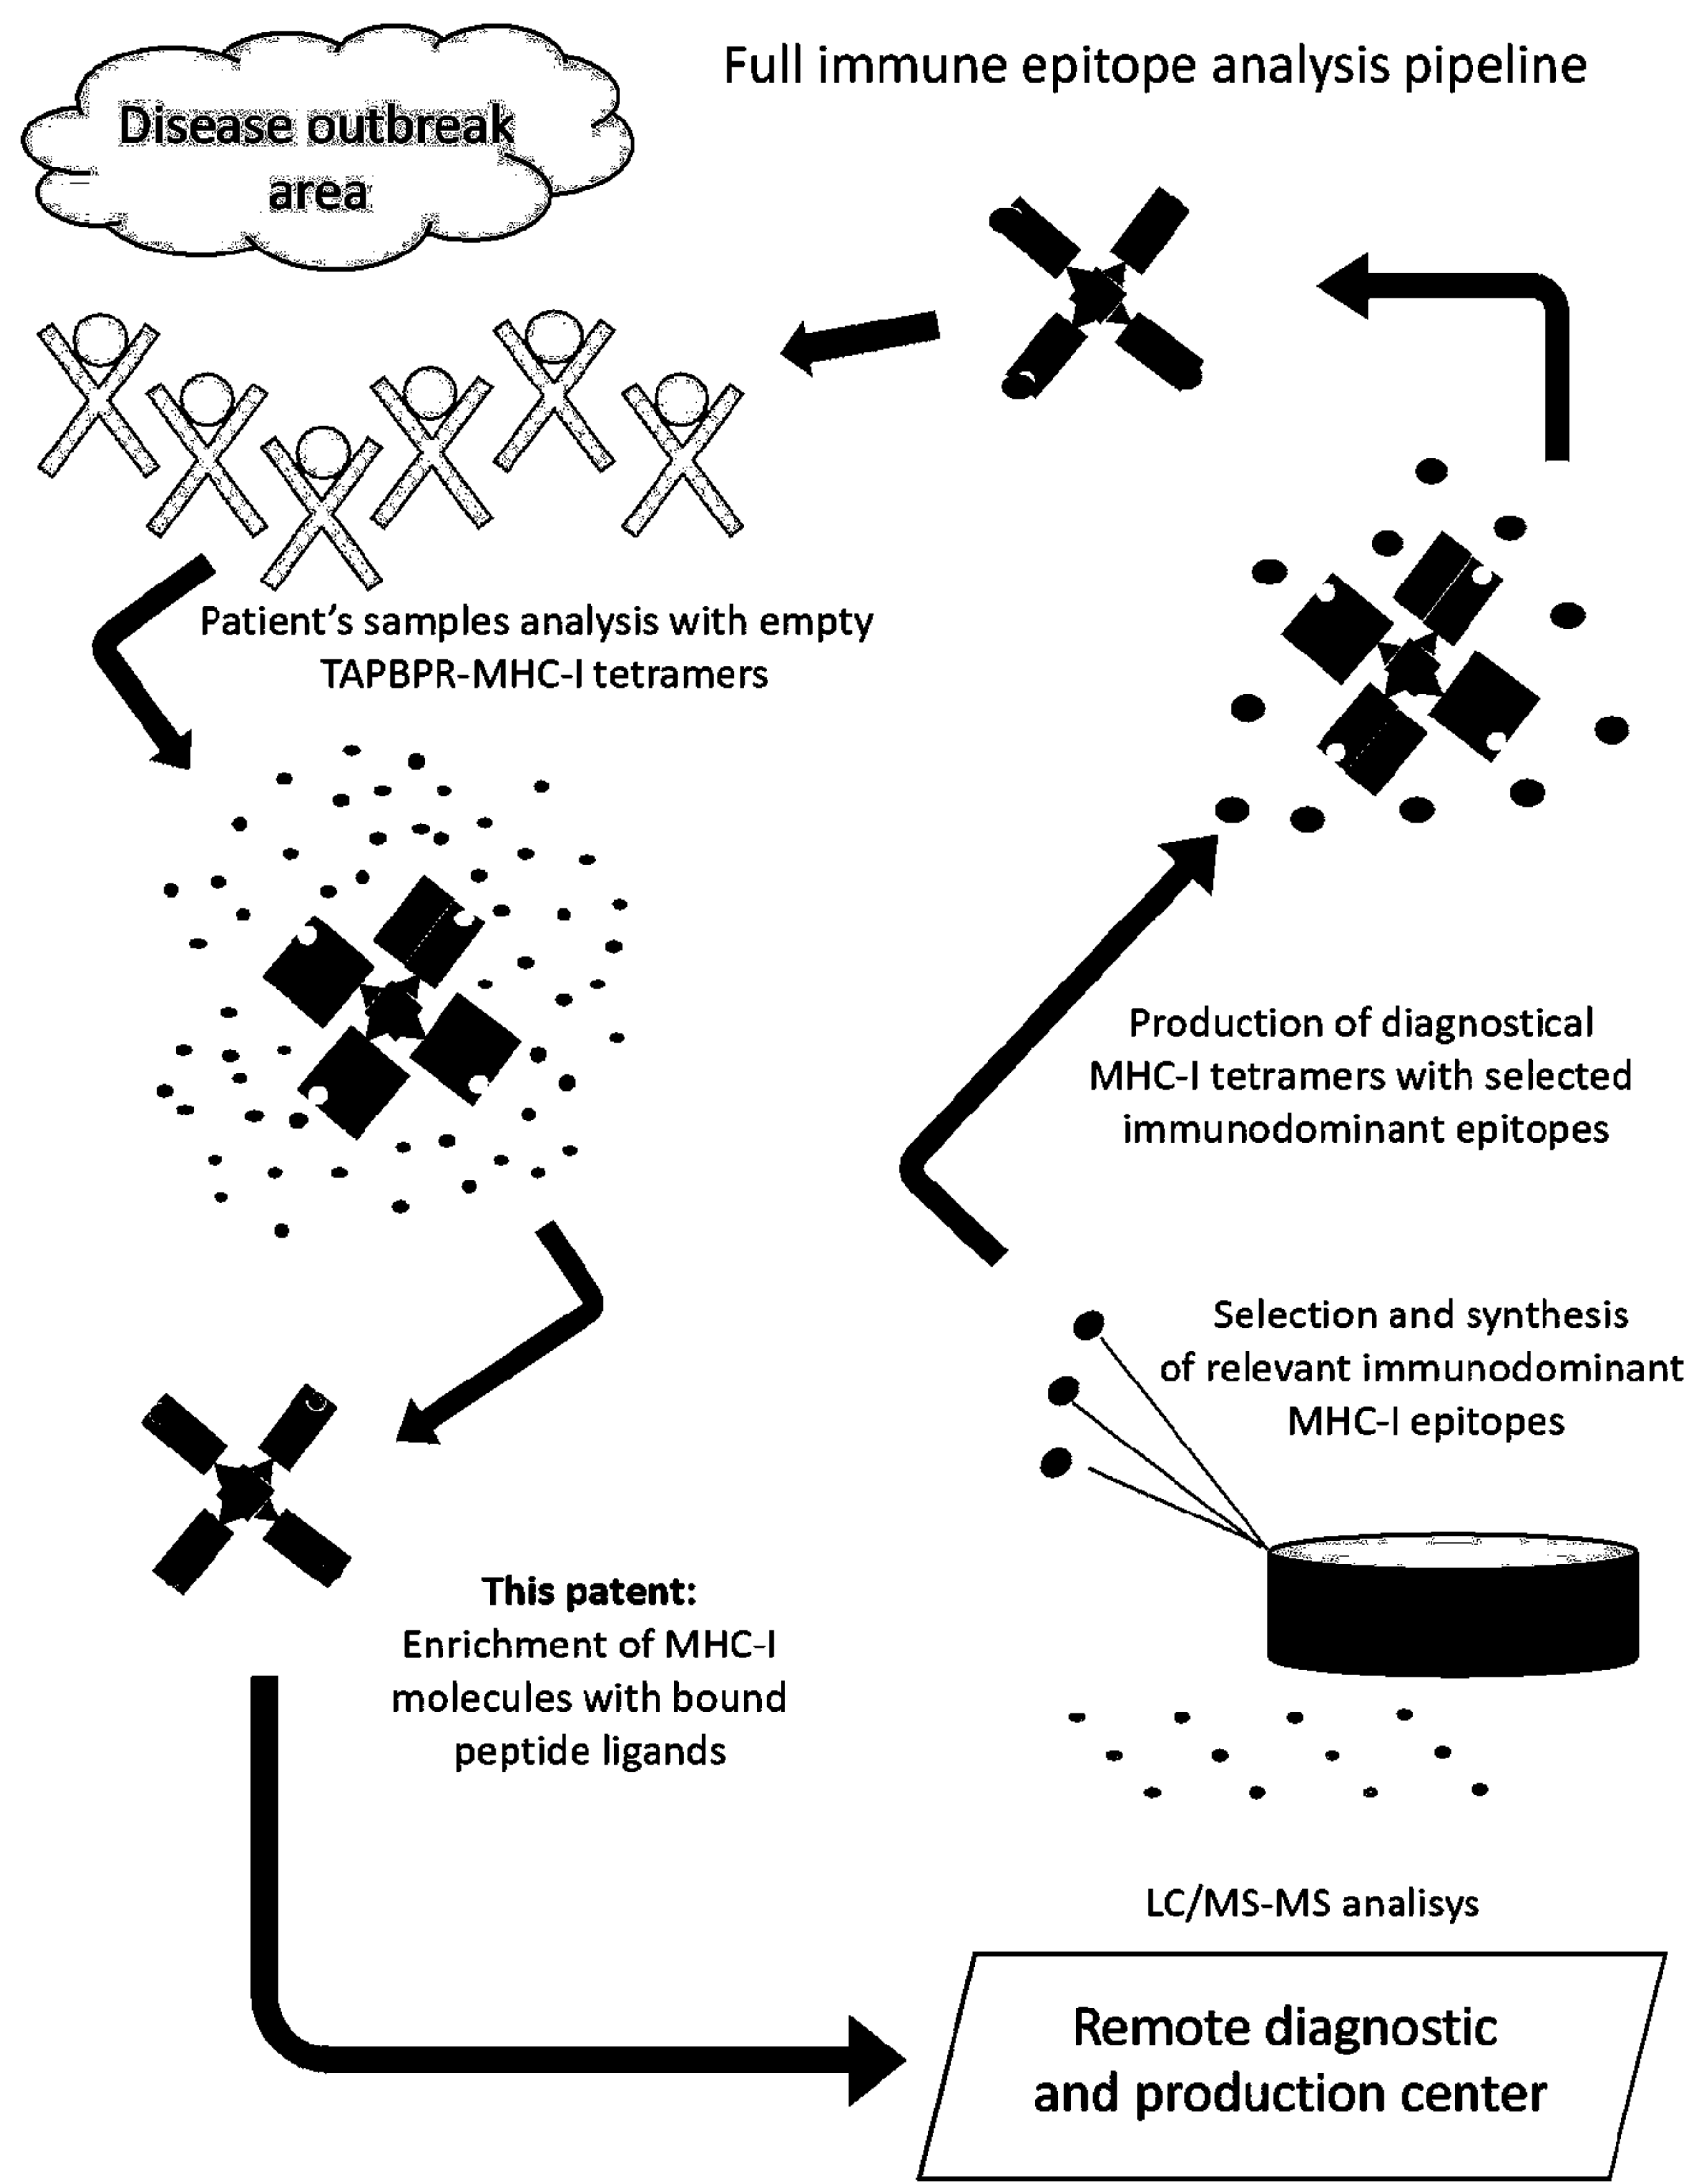 Full immune epitope analysis pipeline
Disease outbreak
area
Patient's samples analysis with empty
TAPBPR-MHC-I tetramers
Production of diagnostical
MHC-I tetramers with selected
immunodominant epitopes
Selection and synthesis
of relevant immunodominant
MHC-I epitopes
This patent:
Enrichment of MHC-I
molecules with bound
peptide ligands
LC/MS-MS analisys
Remote diagnostic
and production center